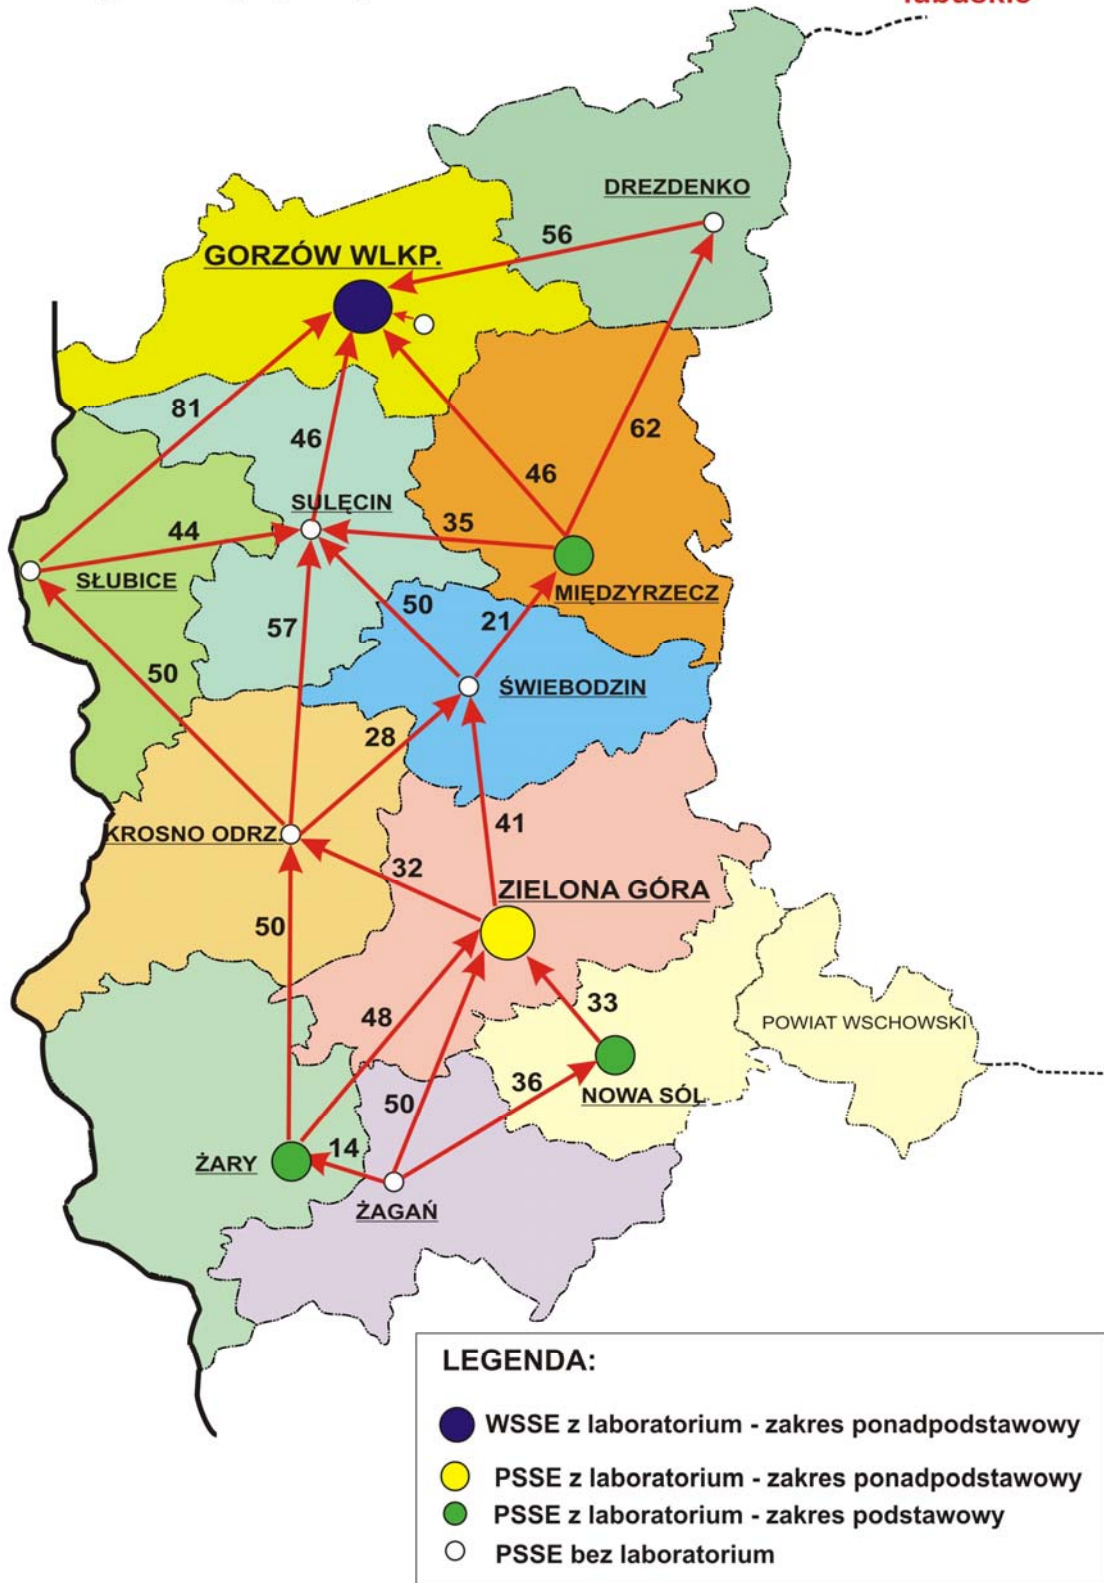 lubuskie
DREZDENKO
56
GORZÓW WLKP.
81
46
62
46
SULĘCIN
35
44
SŁUBICE
MIĘDZYRZECZ
50
21
57
50
ŚWIEBODZIN
28
41
KROSNO ODRZ.
32
ZIELONA GÓRA
50
33
48
POWIAT WSCHOWSKI
36
NOWA SÓL
50
14
ŻARY
ŻAGAŃ
LEGENDA:
WSSE z laboratorium - zakres ponadpodstawowy
PSSE z laboratorium - zakres ponadpodstawowy
PSSE z laboratorium - zakres podstawowy
PSSE bez laboratorium